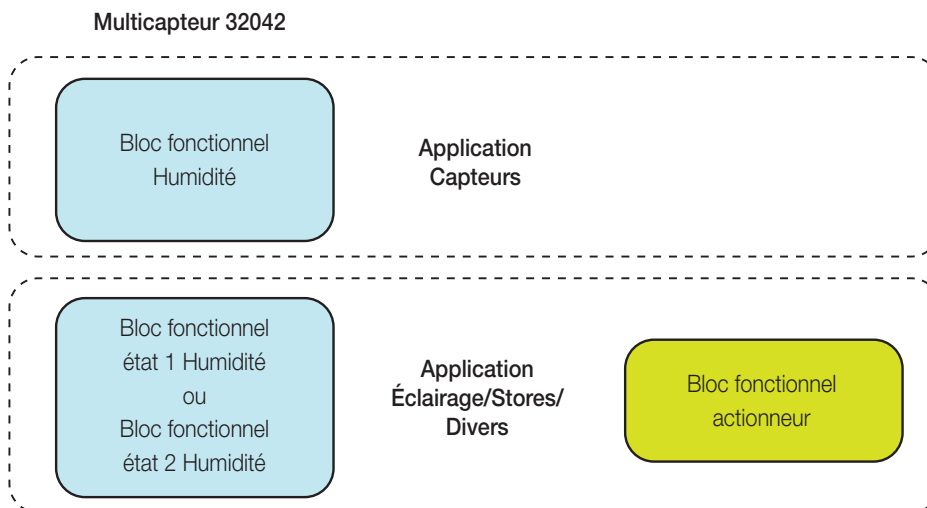 Multicapteur 32042
Bloc fonctionnel
Humidité
Application
Capteurs
Bloc fonctionnel
état 1 Humidité
ou
Bloc fonctionnel
état 2 Humidité
Application
Éclairage/Stores/
Divers
Bloc fonctionnel
actionneur